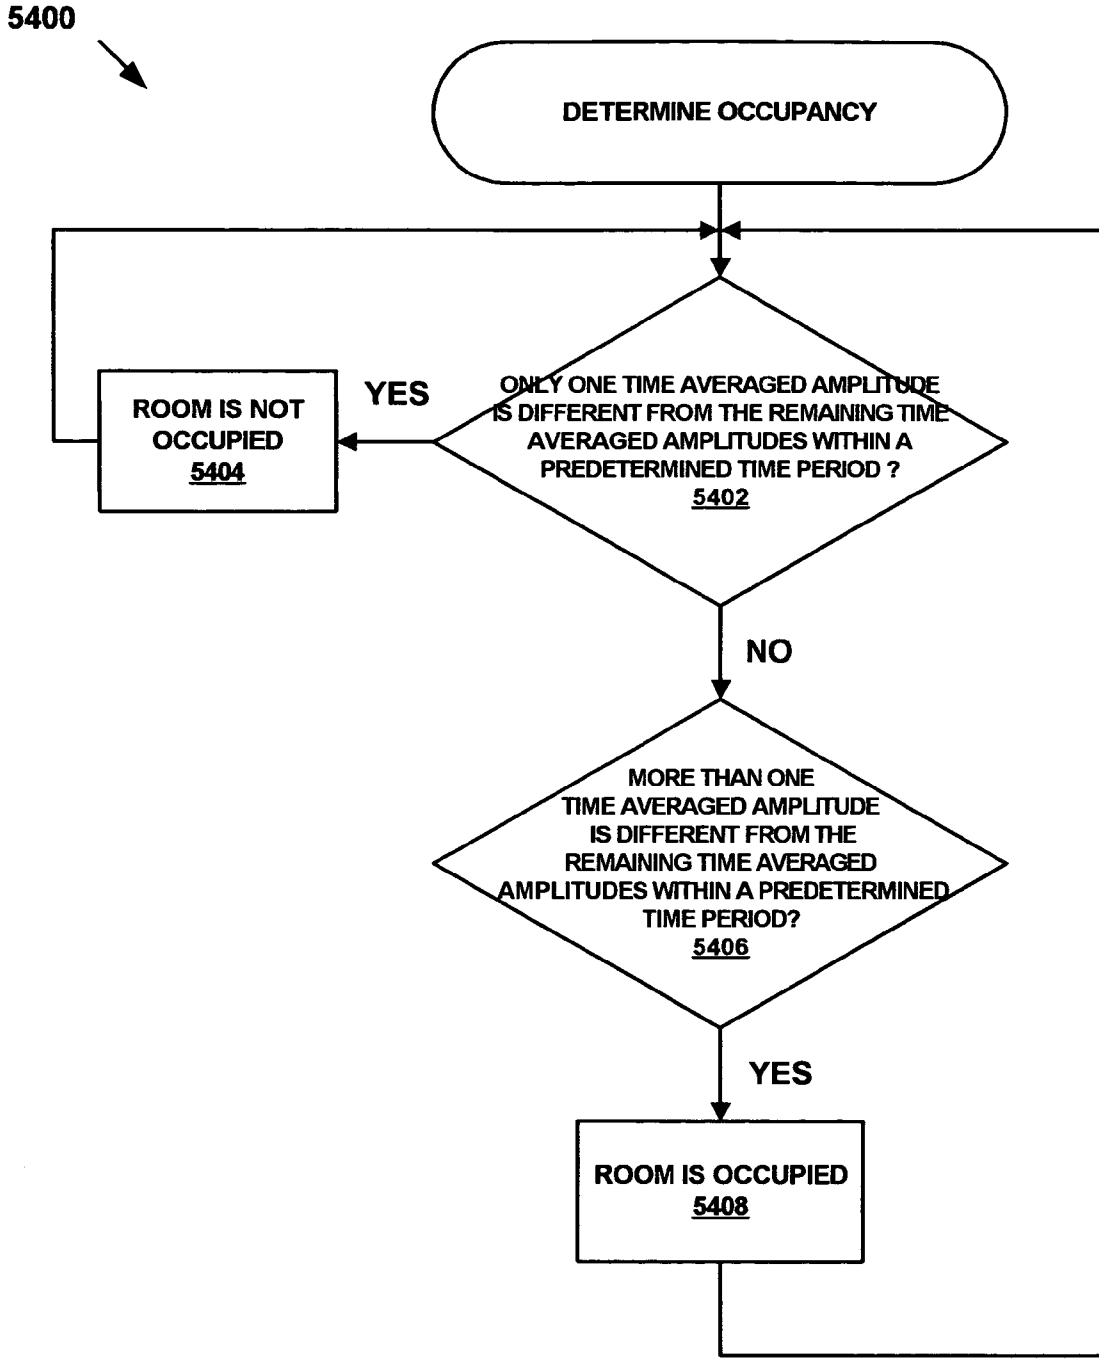 5400
DETERMINE OCCUPANCY
ONLY ONE TIME AVERAGED AMPLITUDE
IS DIFFERENT FROM THE REMAINING TIME
AVERAGED AMPLITUDES WITHIN A
PREDETERMINED TIME PERIOD ?
5402
YES
ROOM IS NOT
OCCUPIED
5404
NO
MORE THAN ONE
TIME AVERAGED AMPLITUDE
IS DIFFERENT FROM THE
REMAINING TIME AVERAGED
AMPLITUDES WITHIN A PREDETERMINED
TIME PERIOD?
5406
YES
ROOM IS OCCUPIED
5408